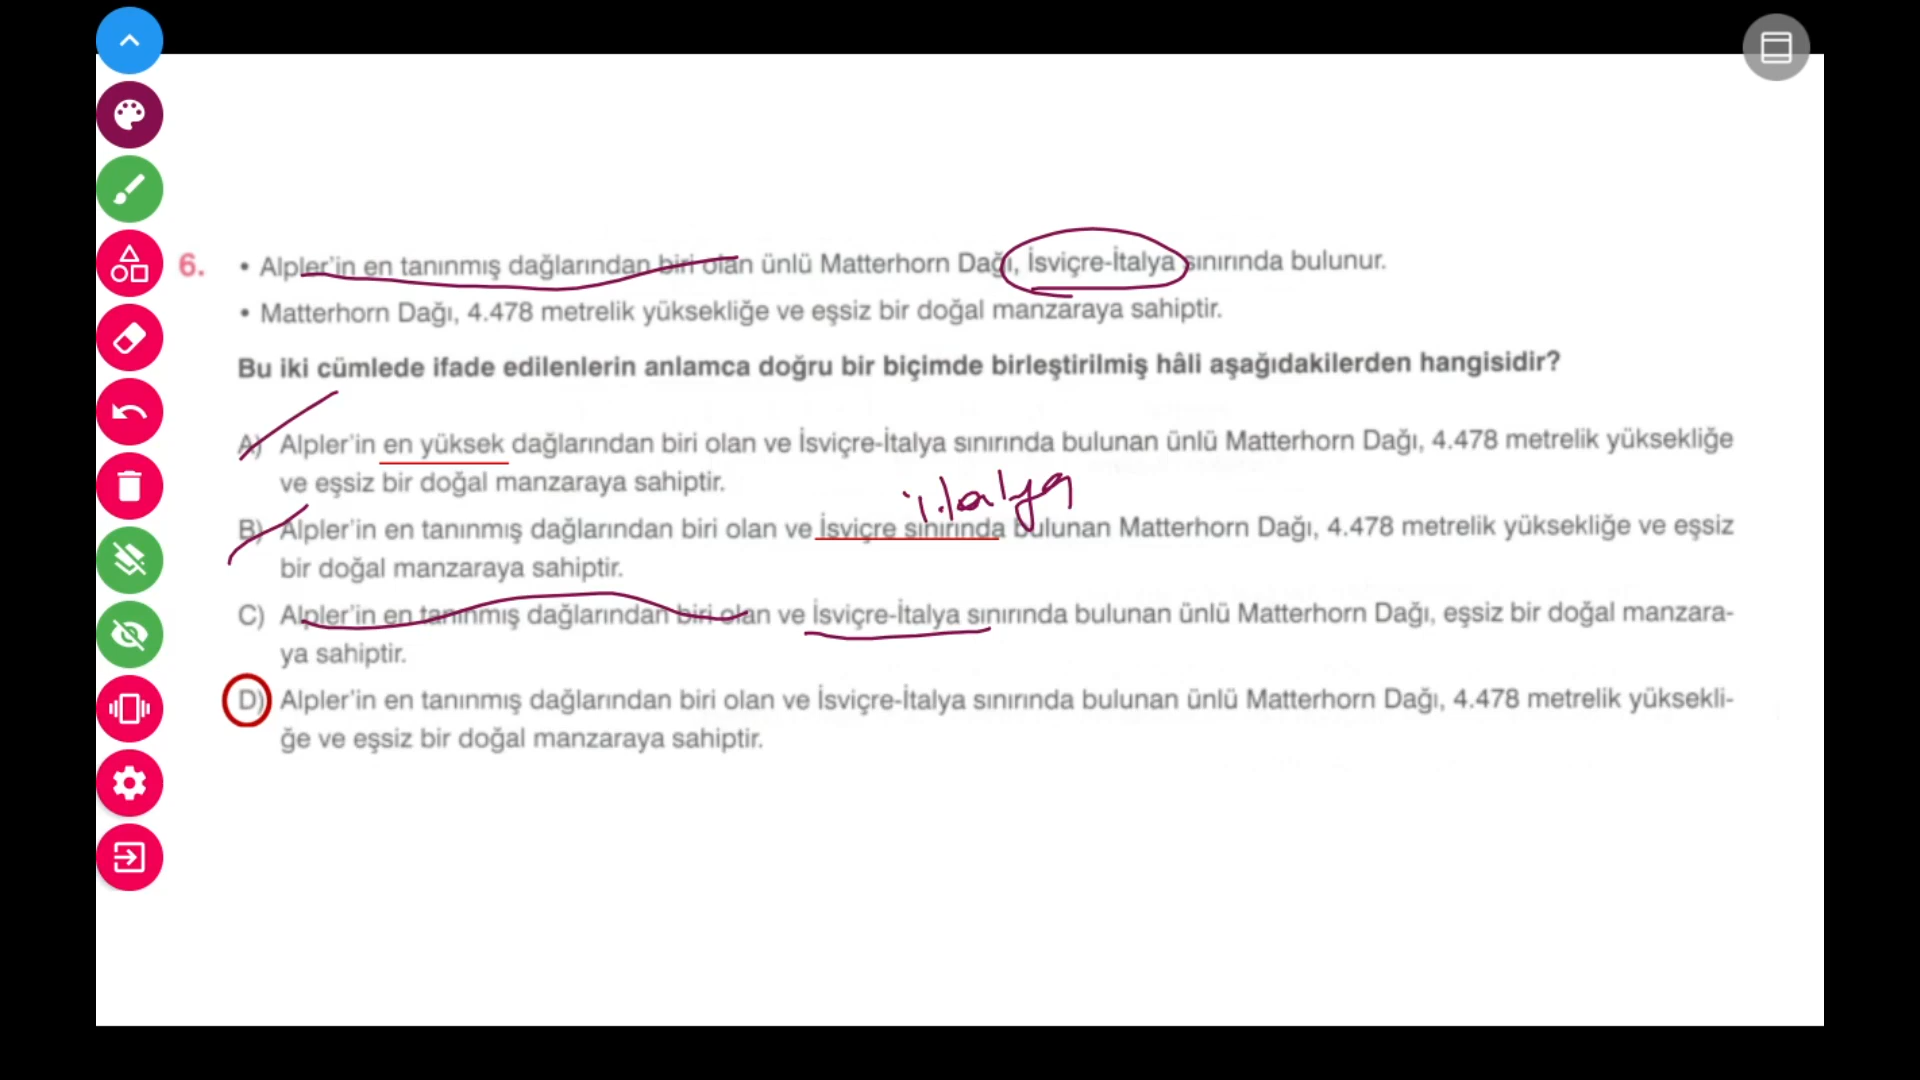 6. • Alpler'in en tanınmış dağlarından biri olan ünlü Matterhorn Dağı, İsviçre-İtalya sınırında bulunur.
• Matterhorn Dağı, 4.478 metrelik yüksekliğe ve eşsiz bir doğal manzaraya sahiptir.
Bu iki cümlede ifade edilenlerin anlamca doğru bir biçimde birleştirilmiş hâli aşağıdakilerden hangisidir?
A) Alpler'in en yüksek dağlarından biri olan ve İsviçre-İtalya sınırında bulunan ünlü Matterhorn Dağı, 4.478 metrelik yüksekliğe
ve eşsiz bir doğal manzaraya sahiptir.
italya
B) Alpler'in en tanınmış dağlarından biri olan ve İsviçre sınırında bulunan Matterhorn Dağı, 4.478 metrelik yüksekliğe ve eşsiz
bir doğal manzaraya sahiptir.
C) Alpler'in en tanınmış dağlarından biri olan ve İsviçre-İtalya sınırında bulunan ünlü Matterhorn Dağı, eşsiz bir doğal manzara-
ya sahiptir.
D) Alpler'in en tanınmış dağlarından biri olan ve İsviçre-İtalya sınırında bulunan ünlü Matterhorn Dağı, 4.478 metrelik yüksekli-
ğe ve eşsiz bir doğal manzaraya sahiptir.